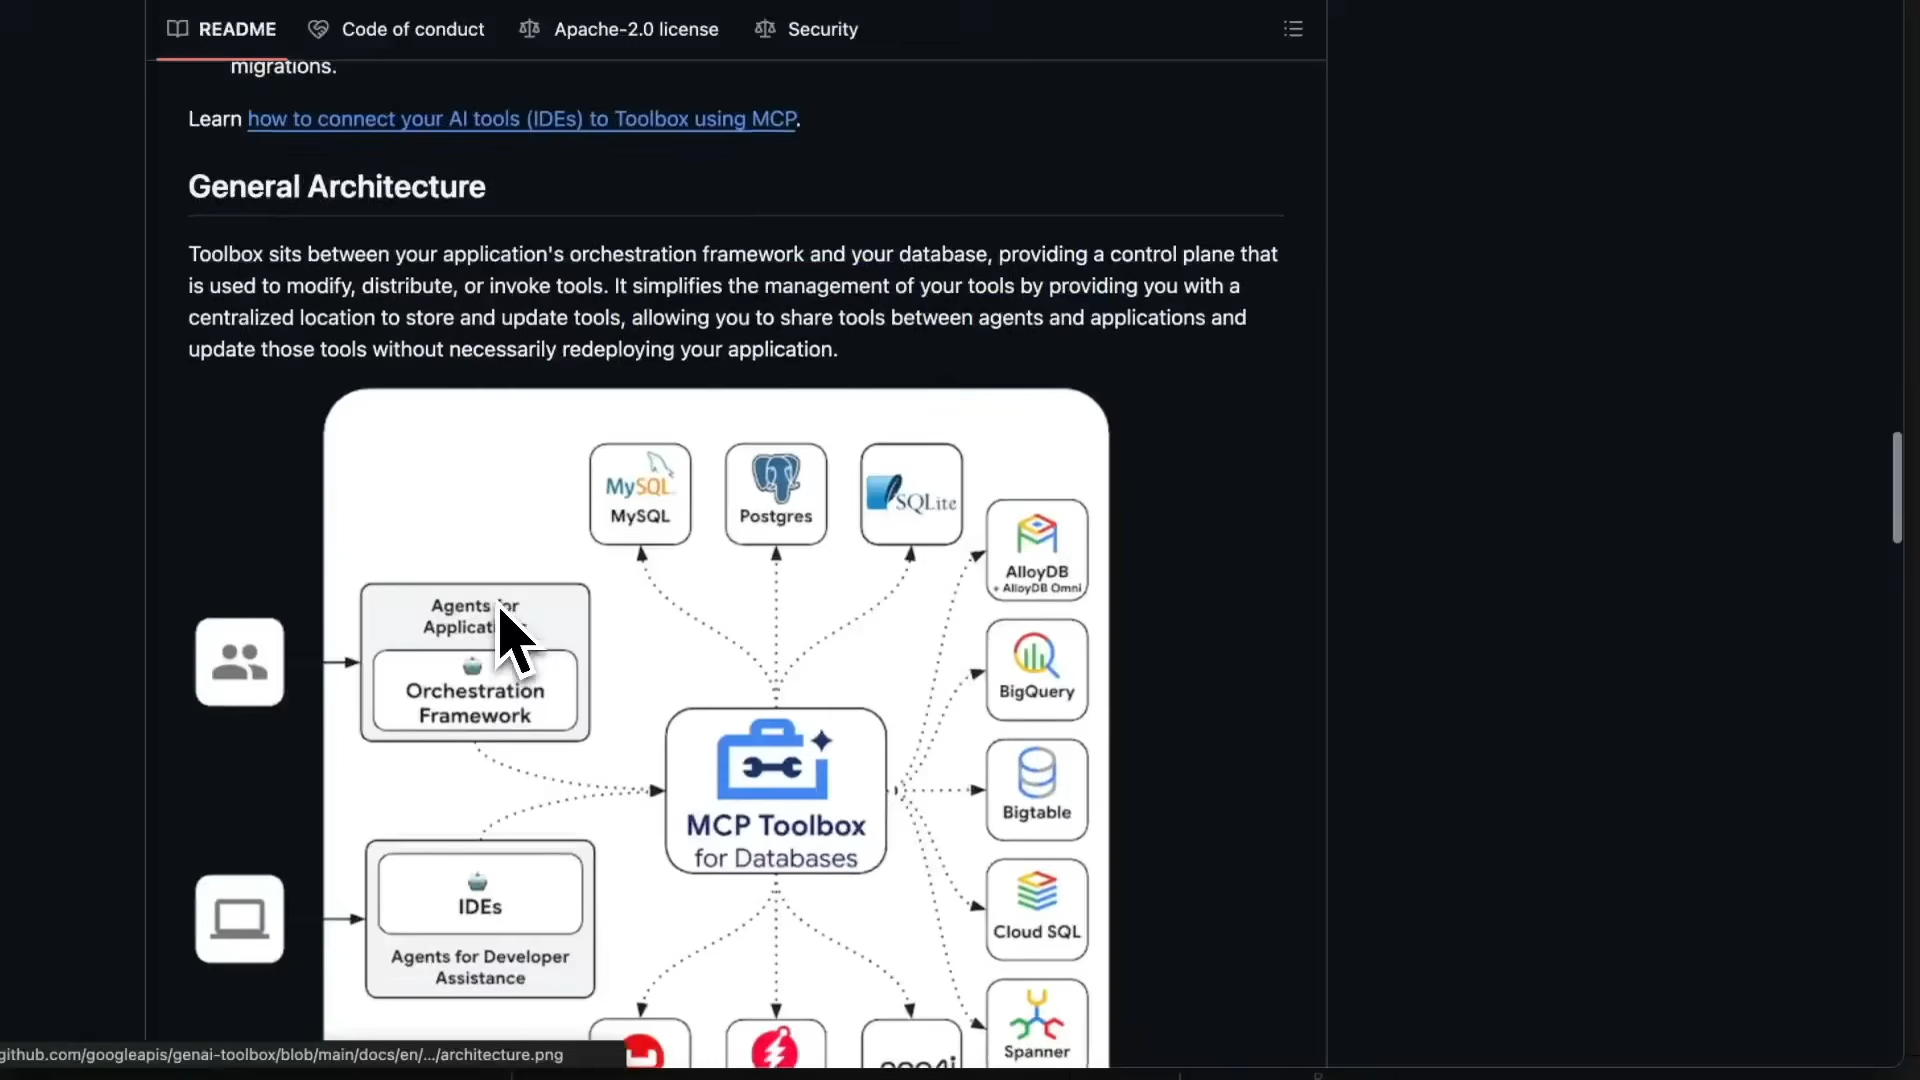 README
Code of conduct
Apache-2.0 license
Security
migrations.
Learn how to connect your AI tools (IDEs) to Toolbox using MCP.
General Architecture
Toolbox sits between your application's orchestration framework and your database, providing a control plane that
is used to modify, distribute, or invoke tools. It simplifies the management of your tools by providing you with a
centralized location to store and update tools, allowing you to share tools between agents and applications and
update those tools without necessarily redeploying your application.
MySQL
MySQL
Postgres
SQLite
AlloyDB
+ AlloyDB Omni
Agents for
Orchestration
Framework
BigQuery
MCP Toolbox
for Databases
Bigtable
IDEs
Agents for Developer
Assistance
Cloud SQL
Spanner
github.com/googleapis/genai-toolbox/blob/main/docs/en/.../architecture.png